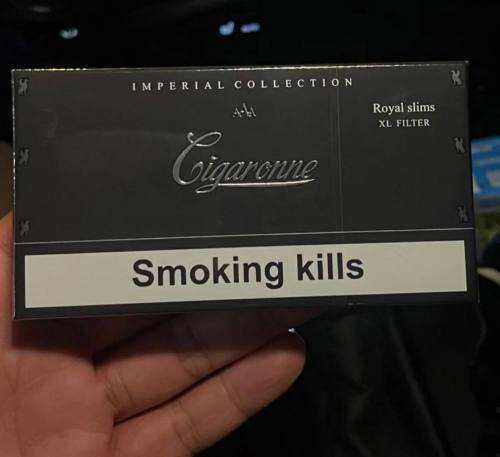 IMPERIAL COLLECTION
Royal slims
XL FILTER
Cigaronne
Smoking kills